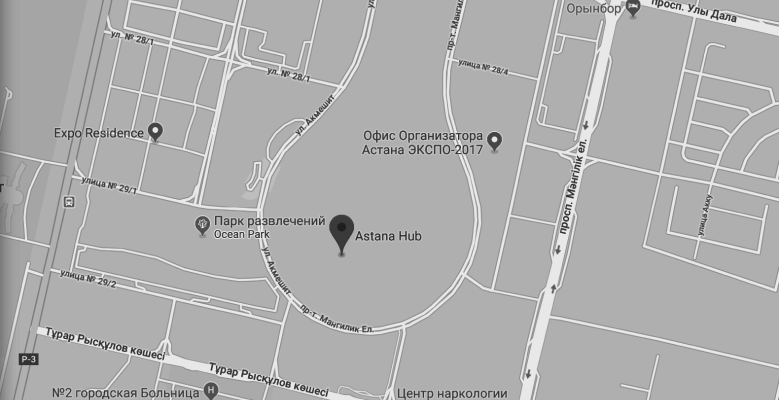 Орынбор
просп. Ұлы Дала
пр-т. Мангили
ул. № 28/1
ул. № 28/1
ул. № 28/4
ул. Акмешит
Expo Residence
Офис Организатора
Астана ЭКСПО-2017
просп. Мәңгілік ел.
улица № 29/1
улица Акку
Парк развлечений
Ocean Park
Astana Hub
ул. Акмешит
улица № 29/2
пр-т. Мангилик Ел.
Тұрар Рысқұлов көшесі
P-3
Тұрар Рысқұлов көшесі
№2 городская Больница
H
Центр наркологии